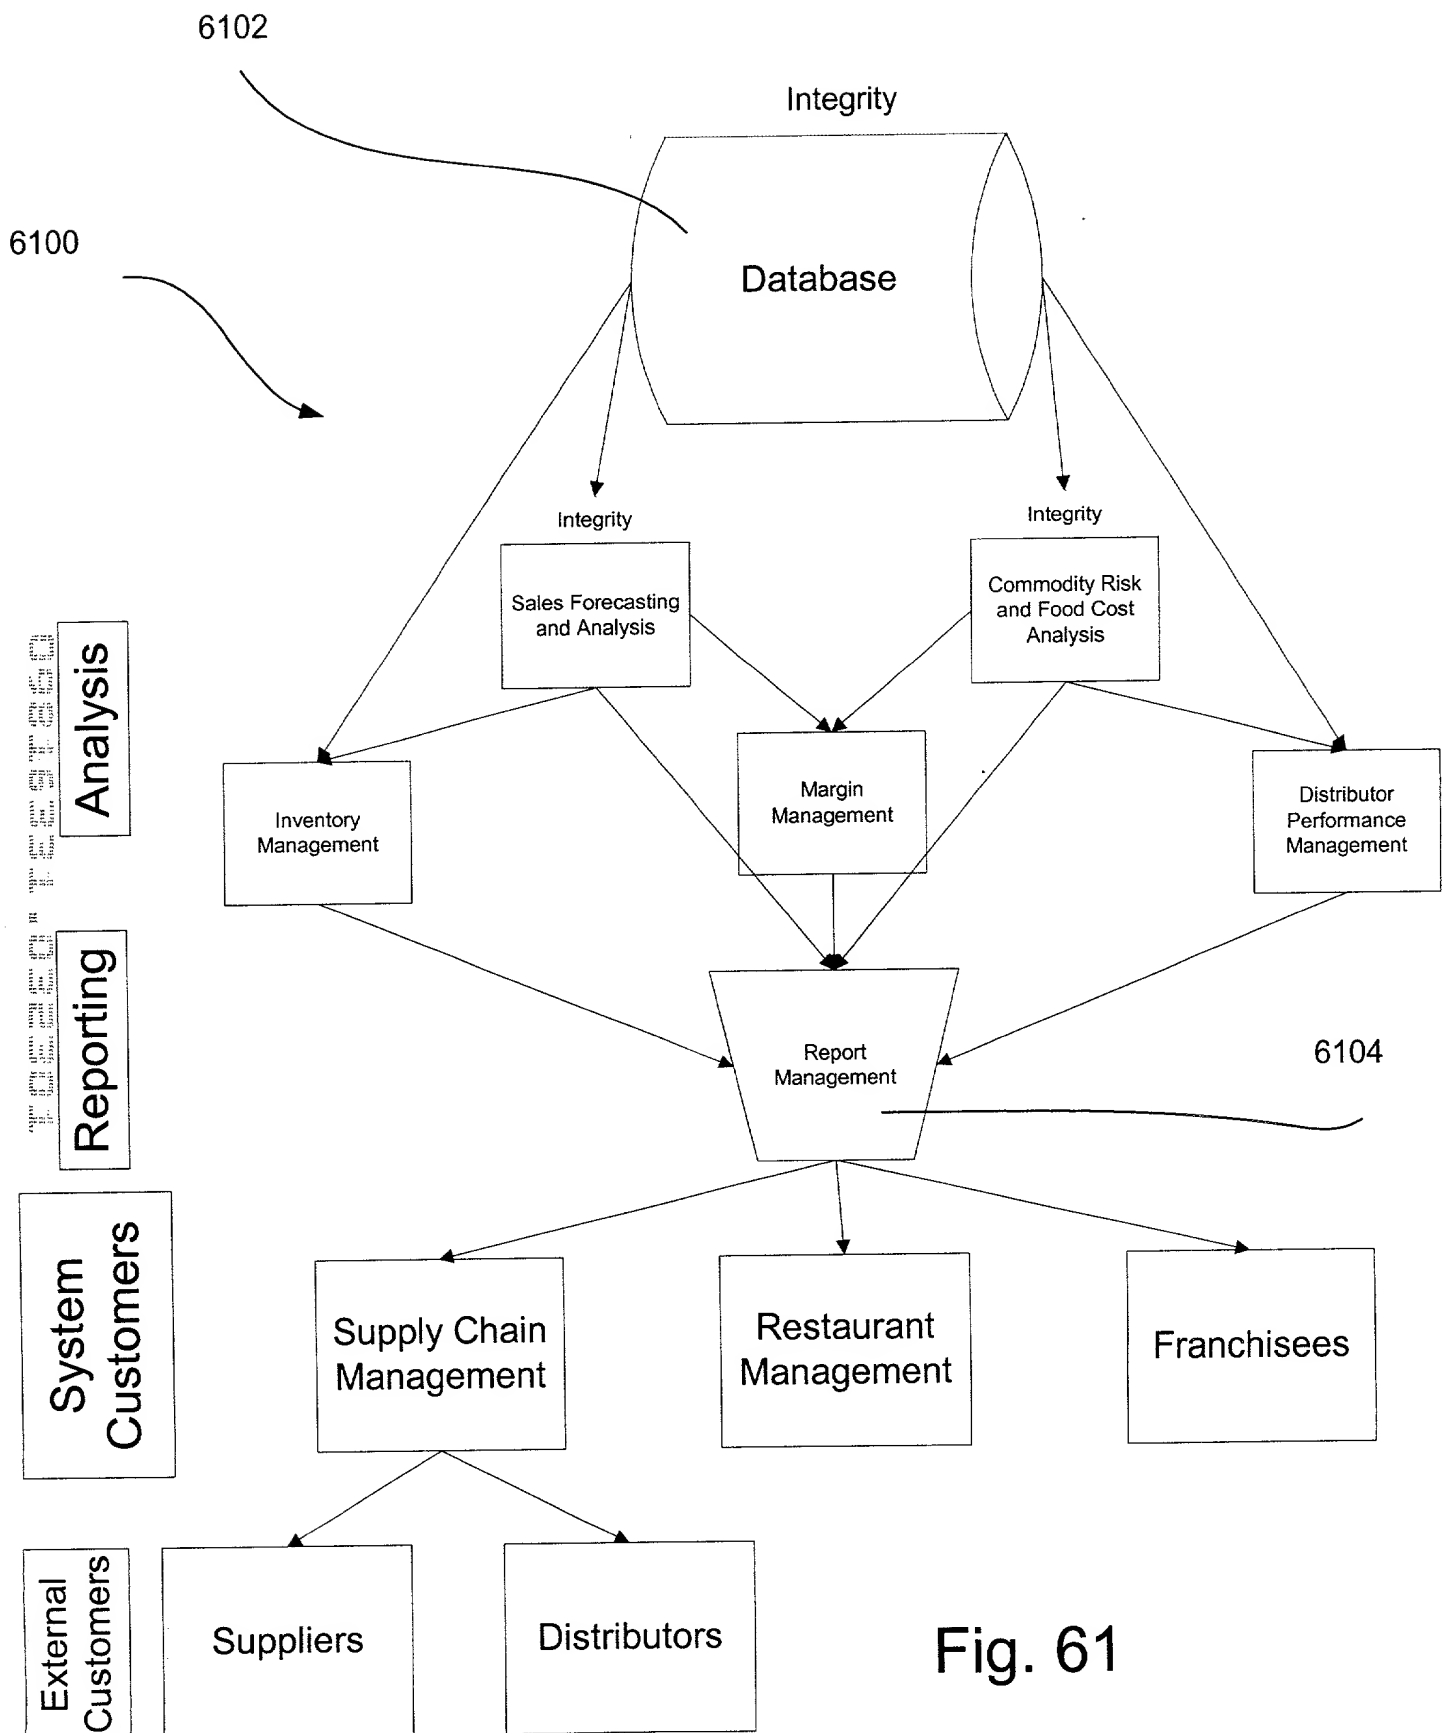 6102
Integrity
6100
Database
Integrity
Integrity
Sales Forecasting
and Analysis
Commodity Risk
and Food Cost
Analysis
Analysis
Inventory
Management
Margin
Management
Distributor
Performance
Management
Reporting
Report
Management
6104
System
Customers
Supply Chain
Management
Restaurant
Management
Franchisees
External
Customers
Suppliers
Distributors
Fig. 61